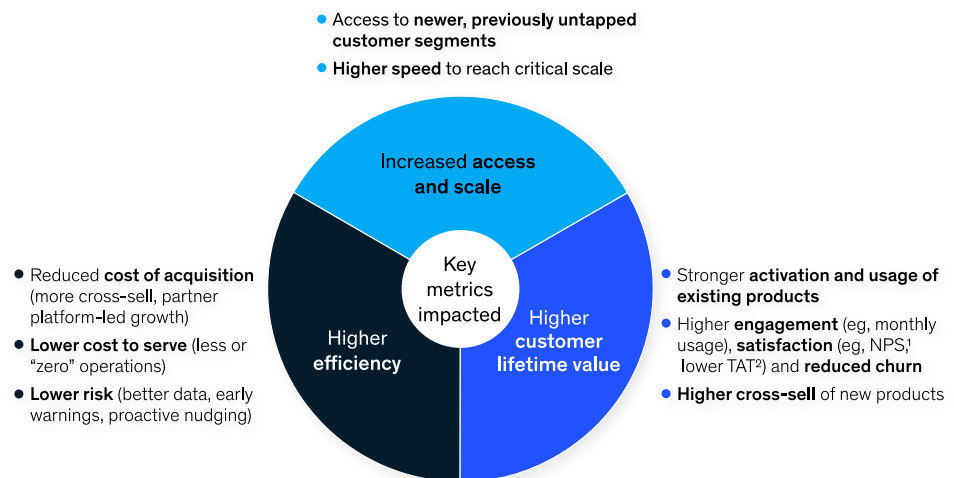 • Access to newer, previously untapped
customer segments
• Higher speed to reach critical scale
Increased access
and scale
Key
metrics
impacted
Higher
efficiency
Higher
customer
lifetime value
• Reduced cost of acquisition
(more cross-sell, partner
platform-led growth)
• Lower cost to serve (less or
“zero” operations)
• Lower risk (better data, early
warnings, proactive nudging)
• Stronger activation and usage of
existing products
• Higher engagement (eg, monthly
usage), satisfaction (eg, NPS,¹
lower TAT²) and reduced churn
• Higher cross-sell of new products